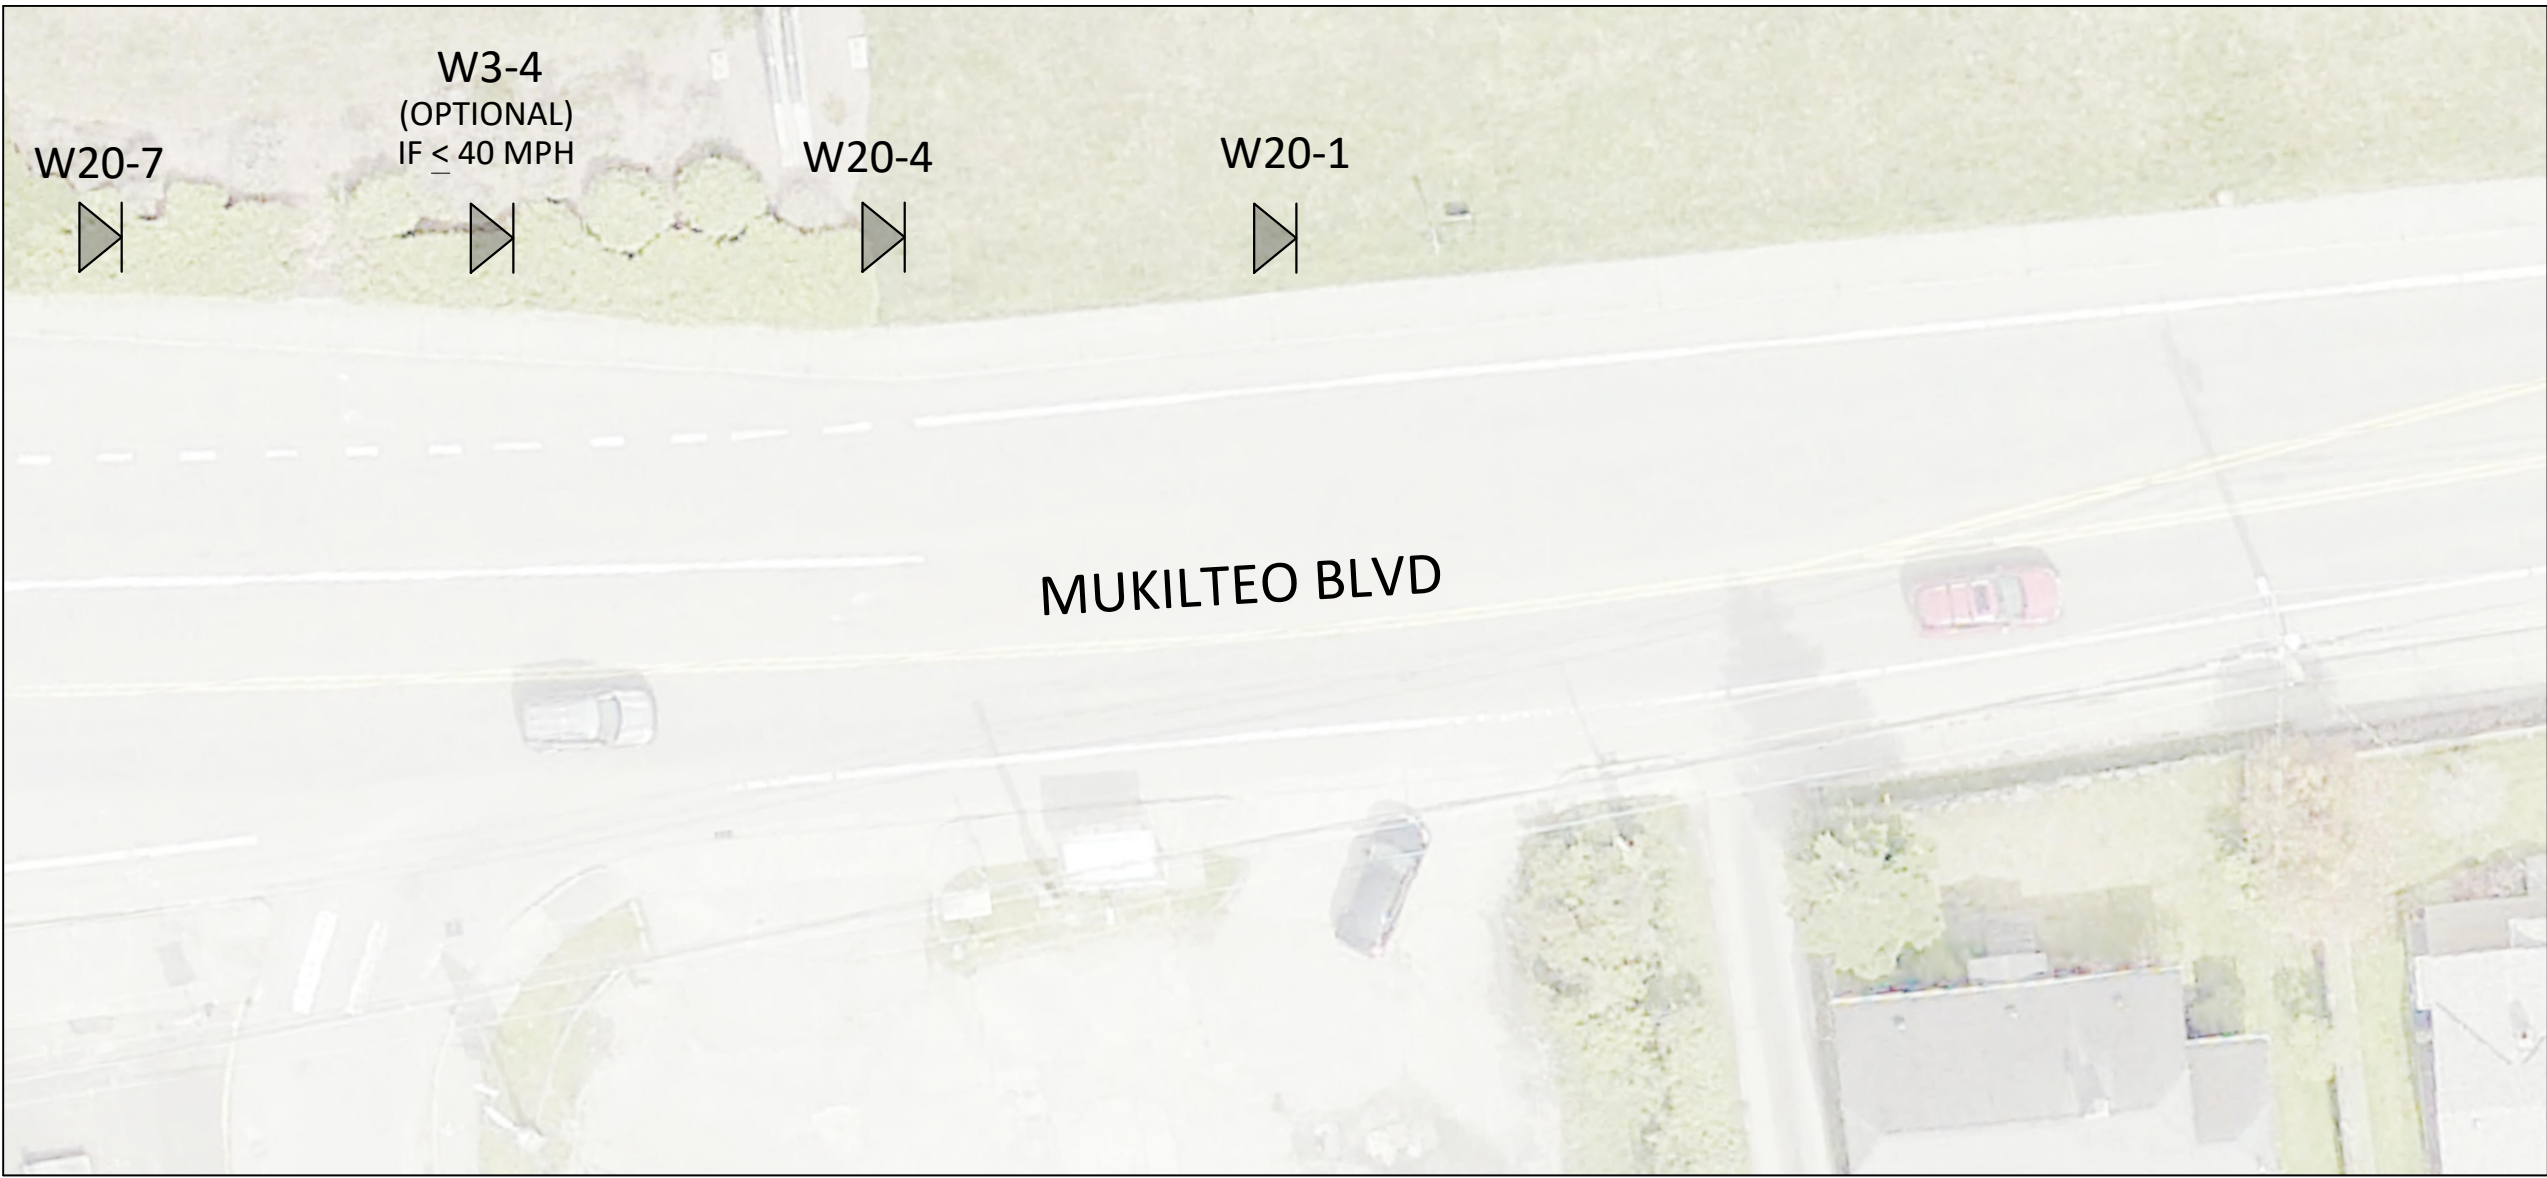 W20-7
W3-4
(OPTIONAL)
IF ≤ 40 MPH
W20-4
W20-1
MUKILTEO BLVD